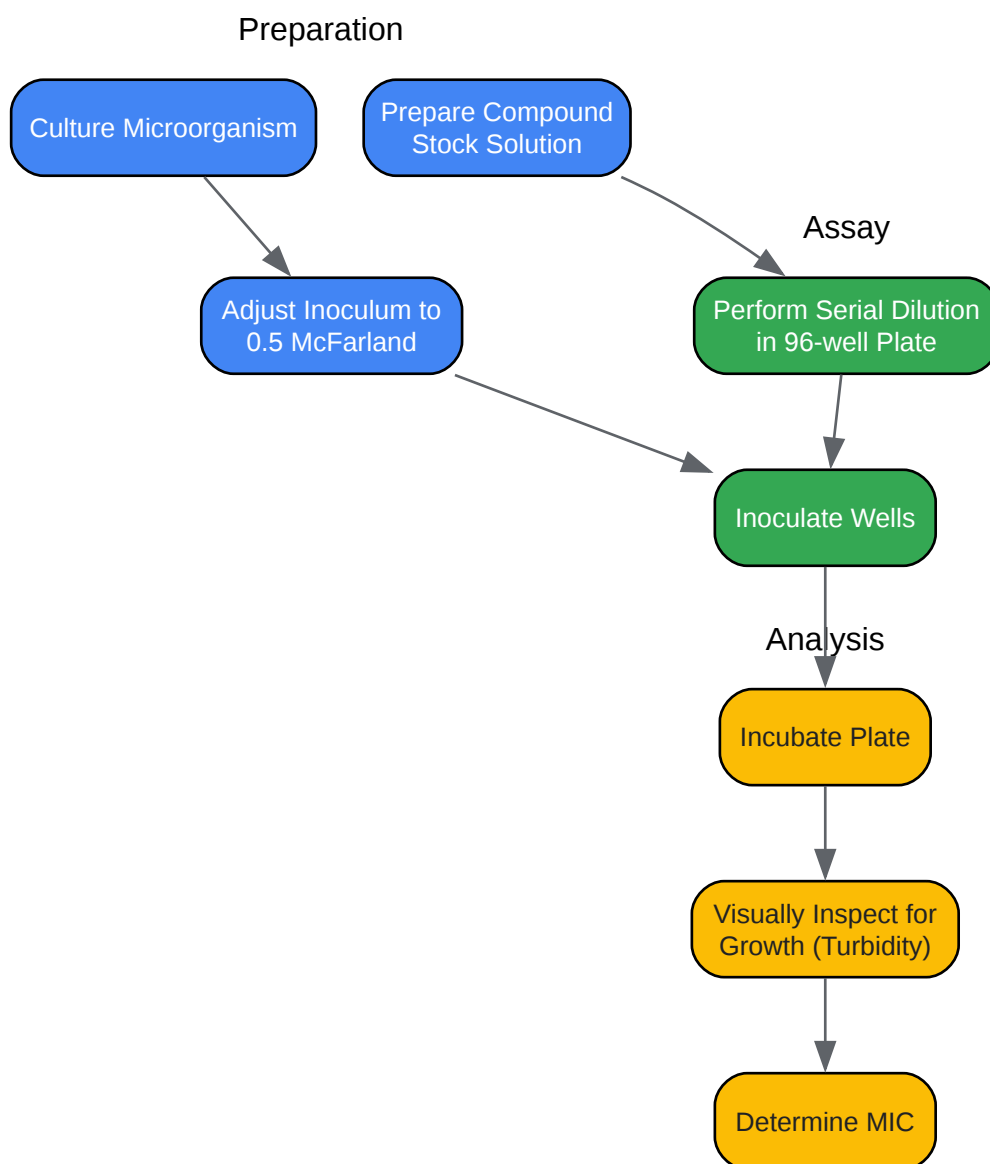 Preparation
Culture Microorganism
Prepare Compound
Stock Solution
Assay
Adjust Inoculum to
0.5 McFarland
Perform Serial Dilution
in 96-well Plate
Inoculate Wells
Analysis
Incubate Plate
Visually Inspect for
Growth (Turbidity)
Determine MIC